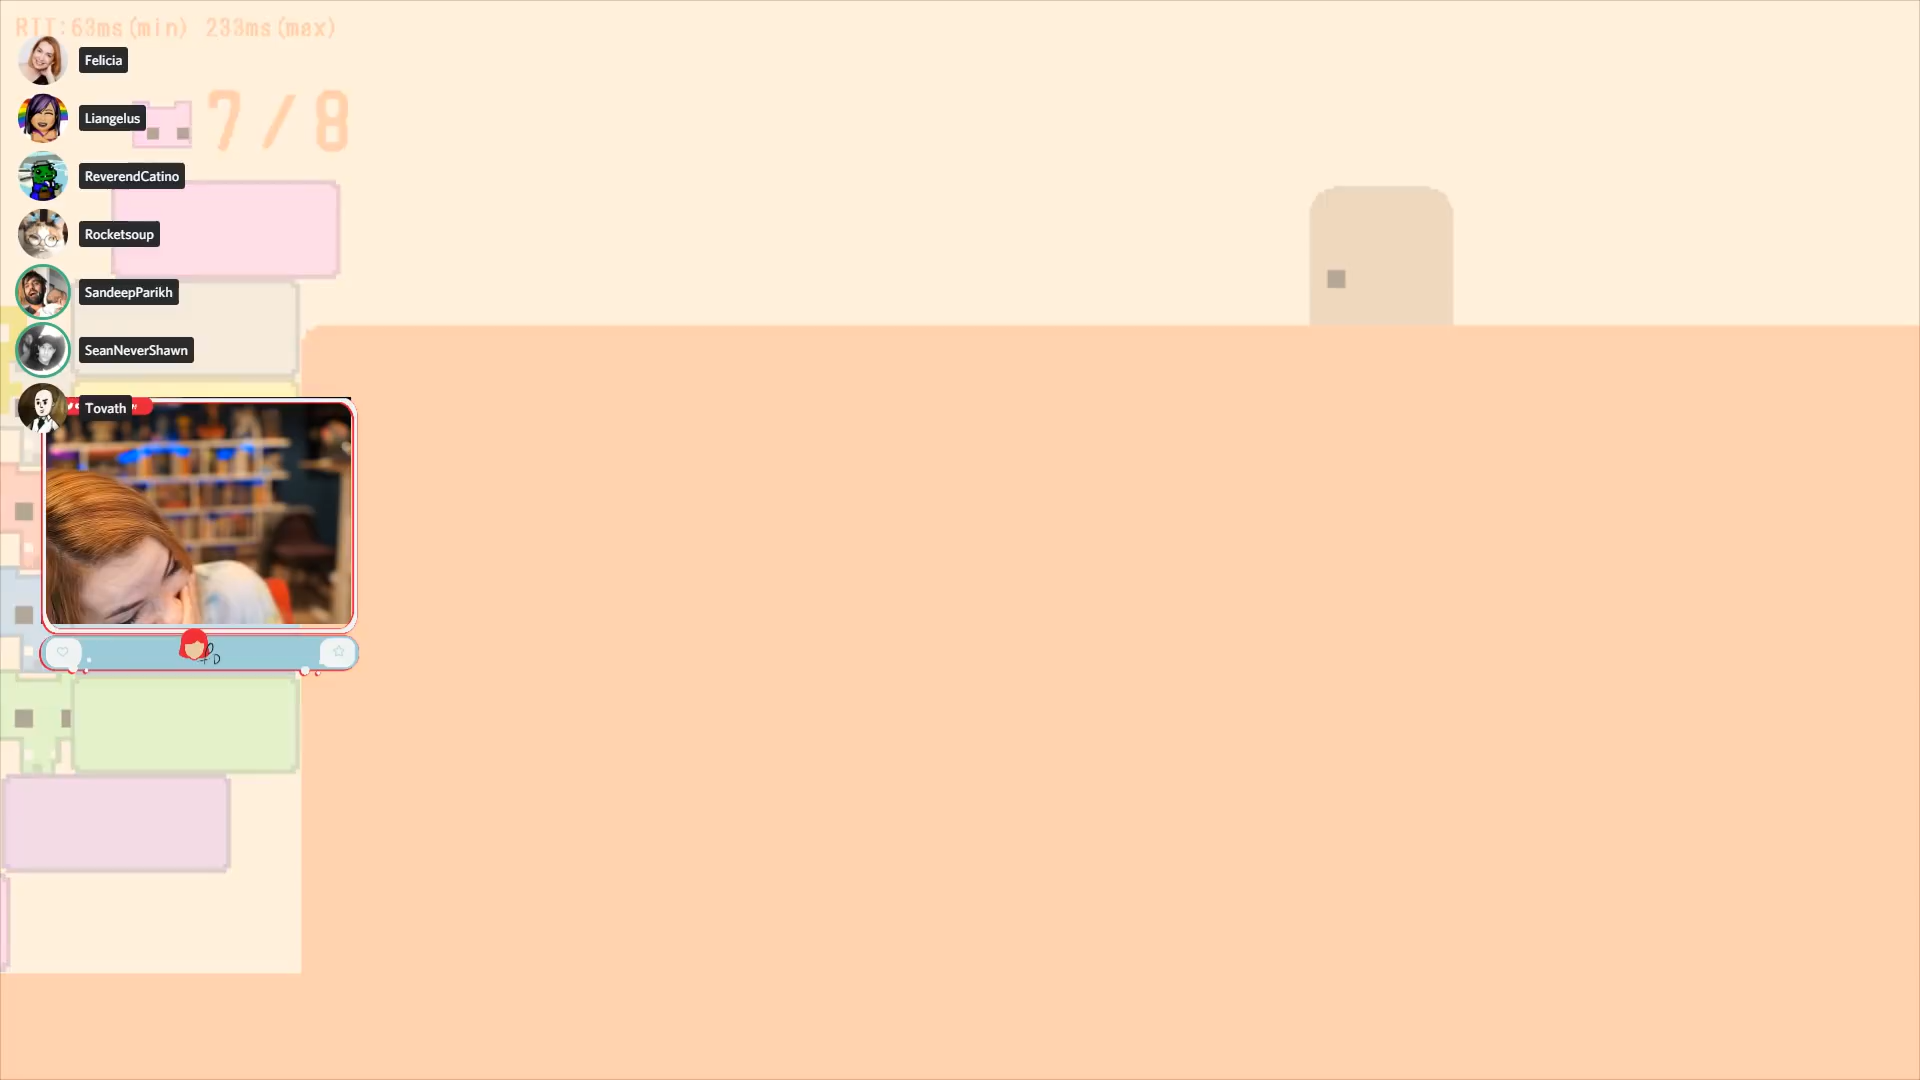 RTT:63ms(min) 233ms(max)
Felicia
7/8
Liangelus
ReverendCatino
Rocketsoup
SandeepParikh
SeanNeverShawn
Tovath